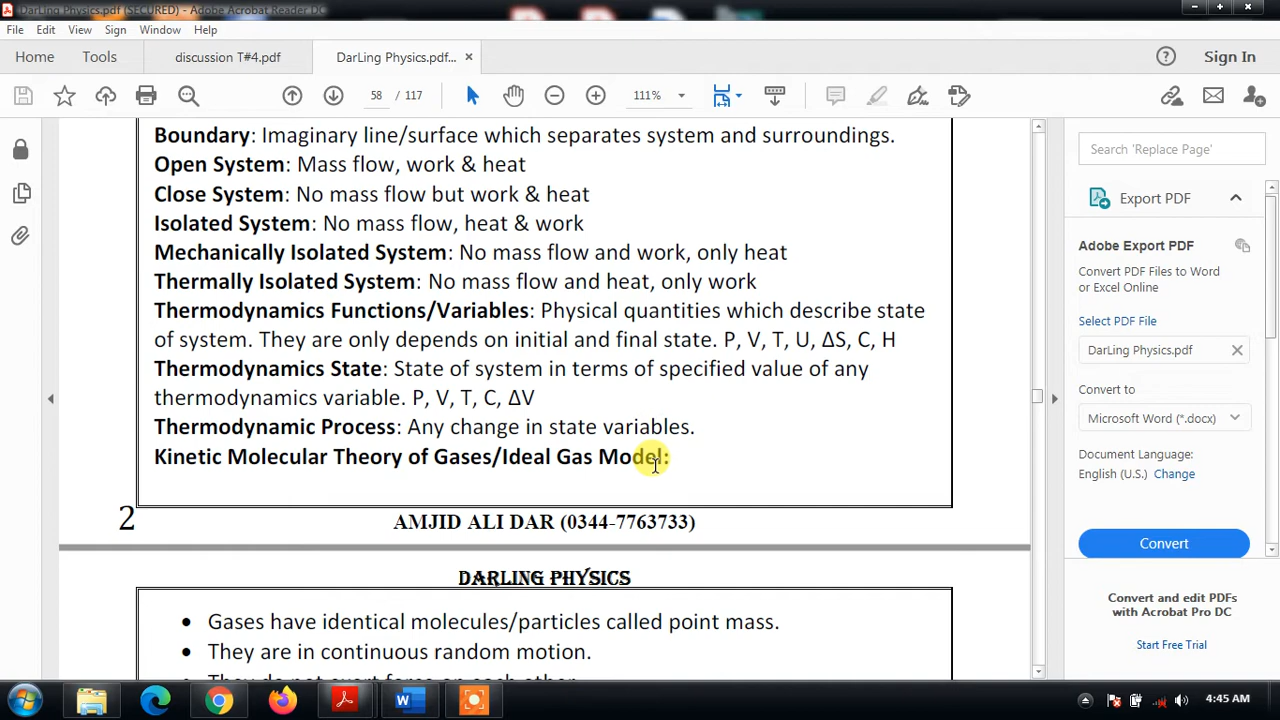 DarLing Physics.pdf (SECURED) - Adobe Acrobat Reader DC
File Edit View Sign Window Help
Home Tools discussion T#4.pdf DarLing Physics.pdf... × Sign In
58 / 117 111%
Boundary: Imaginary line/surface which separates system and surroundings.
Open System: Mass flow, work & heat
Close System: No mass flow but work & heat
Isolated System: No mass flow, heat & work
Mechanically Isolated System: No mass flow and work, only heat
Thermally Isolated System: No mass flow and heat, only work
Thermodynamics Functions/Variables: Physical quantities which describe state
of system. They are only depends on initial and final state. P, V, T, U, ΔS, C, H
Thermodynamics State: State of system in terms of specified value of any
thermodynamics variable. P, V, T, C, ΔV
Thermodynamic Process: Any change in state variables.
Kinetic Molecular Theory of Gases/Ideal Gas Model:
2 AMJID ALI DAR (0344-7763733)
DARLING PHYSICS
• Gases have identical molecules/particles called point mass.
• They are in continuous random motion.
• They do not exert force on each other
Search 'Replace Page'
Export PDF
Adobe Export PDF
Convert PDF Files to Word
or Excel Online
Select PDF File
DarLing Physics.pdf
Convert to
Microsoft Word (*.docx)
Document Language:
English (U.S.) Change
Convert
Convert and edit PDFs
with Acrobat Pro DC
Start Free Trial
4:45 AM